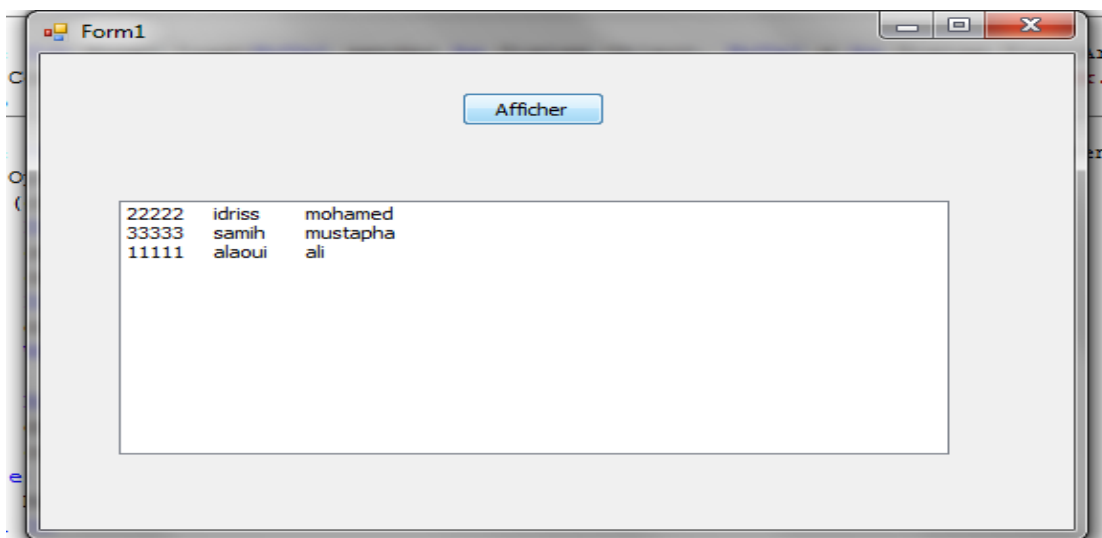 Form1
Afficher
22222 idriss mohamed
33333 samih mustapha
11111 alaoui ali